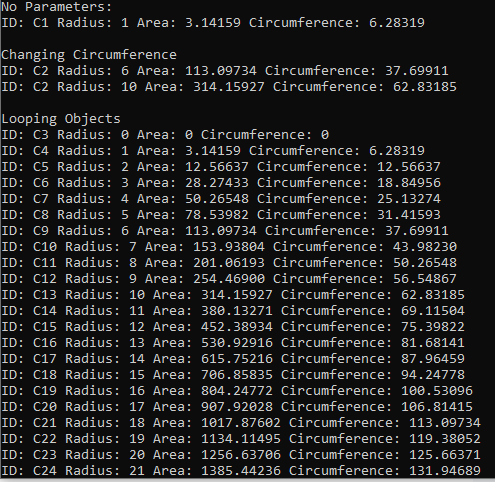 No Parameters:
ID: C1 Radius: 1 Area: 3.14159 Circumference: 6.28319
Changing Circumference
ID: C2 Radius: 6 Area: 113.09734 Circumference: 37.69911
ID: C2 Radius: 10 Area: 314.15927 Circumference: 62.83185
Looping Objects
ID: C3 Radius: 0 Area: 0 Circumference: 0
ID: C4 Radius: 1 Area: 3.14159 Circumference: 6.28319
ID: C5 Radius: 2 Area: 12.56637 Circumference: 12.56637
ID: C6 Radius: 3 Area: 28.27433 Circumference: 18.84956
ID: C7 Radius: 4 Area: 50.26548 Circumference: 25.13274
ID: C8 Radius: 5 Area: 78.53982 Circumference: 31.41593
ID: C9 Radius: 6 Area: 113.09734 Circumference: 37.69911
ID: C10 Radius: 7 Area: 153.93804 Circumference: 43.98230
ID: C11 Radius: 8 Area: 201.06193 Circumference: 50.26548
ID: C12 Radius: 9 Area: 254.46900 Circumference: 56.54867
ID: C13 Radius: 10 Area: 314.15927 Circumference: 62.83185
ID: C14 Radius: 11 Area: 380.13271 Circumference: 69.11504
ID: C15 Radius: 12 Area: 452.38934 Circumference: 75.39822
ID: C16 Radius: 13 Area: 530.92916 Circumference: 81.68141
ID: C17 Radius: 14 Area: 615.75216 Circumference: 87.96459
ID: C18 Radius: 15 Area: 706.85835 Circumference: 94.24778
ID: C19 Radius: 16 Area: 804.24772 Circumference: 100.53096
ID: C20 Radius: 17 Area: 907.92028 Circumference: 106.81415
ID: C21 Radius: 18 Area: 1017.87602 Circumference: 113.09734
ID: C22 Radius: 19 Area: 1134.11495 Circumference: 119.38052
ID: C23 Radius: 20 Area: 1256.63706 Circumference: 125.66371
ID: C24 Radius: 21 Area: 1385.44236 Circumference: 131.94689